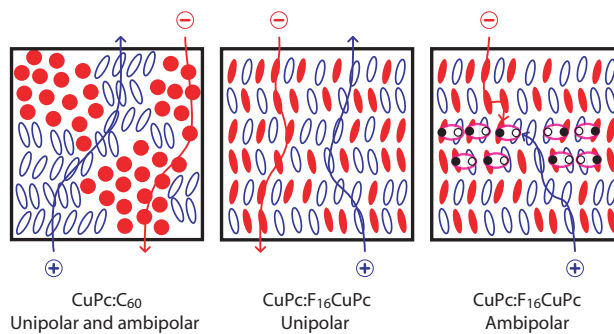 − − −
+ + +
CuPc:C₆₀ CuPc:F₁₆CuPc CuPc:F₁₆CuPc
Unipolar and ambipolar Unipolar Ambipolar